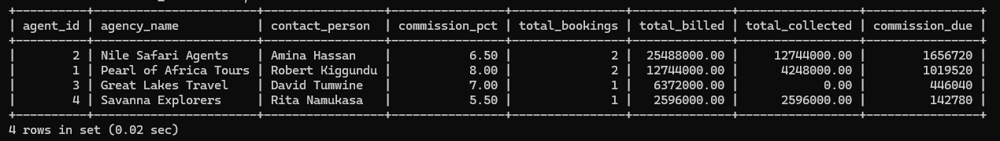 +----------+-----------------------+-----------------+----------------+----------------+-------------+-----------------+----------------+
| agent_id | agency_name           | contact_person  | commission_pct | total_bookings | total_billed | total_collected | commission_due |
+----------+-----------------------+-----------------+----------------+----------------+-------------+-----------------+----------------+
|        2 | Nile Safari Agents    | Amina Hassan    |           6.50 |              2 |  25488000.00 |     12744000.00 |        1656720 |
|        1 | Pearl of Africa Tours | Robert Kiggundu |           8.00 |              2 |  12744000.00 |      4248000.00 |        1019520 |
|        3 | Great Lakes Travel    | David Tumwine   |           7.00 |              1 |   6372000.00 |            0.00 |         446040 |
|        4 | Savanna Explorers     | Rita Namukasa   |           5.50 |              1 |   2596000.00 |      2596000.00 |         142780 |
+----------+-----------------------+-----------------+----------------+----------------+-------------+-----------------+----------------+
4 rows in set (0.02 sec)